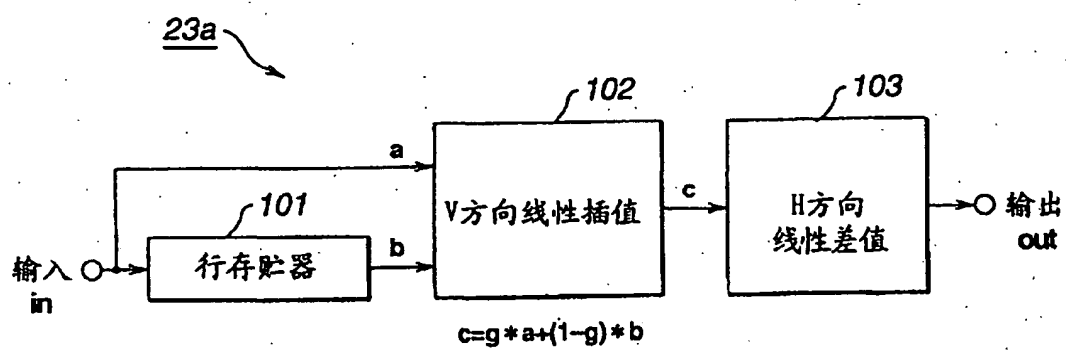 23a
102
103
a
V方向线性插值
c
H方向
线性差值
输出
out
101
行存贮器
b
输入
in
c=g*a+(1-g)*b